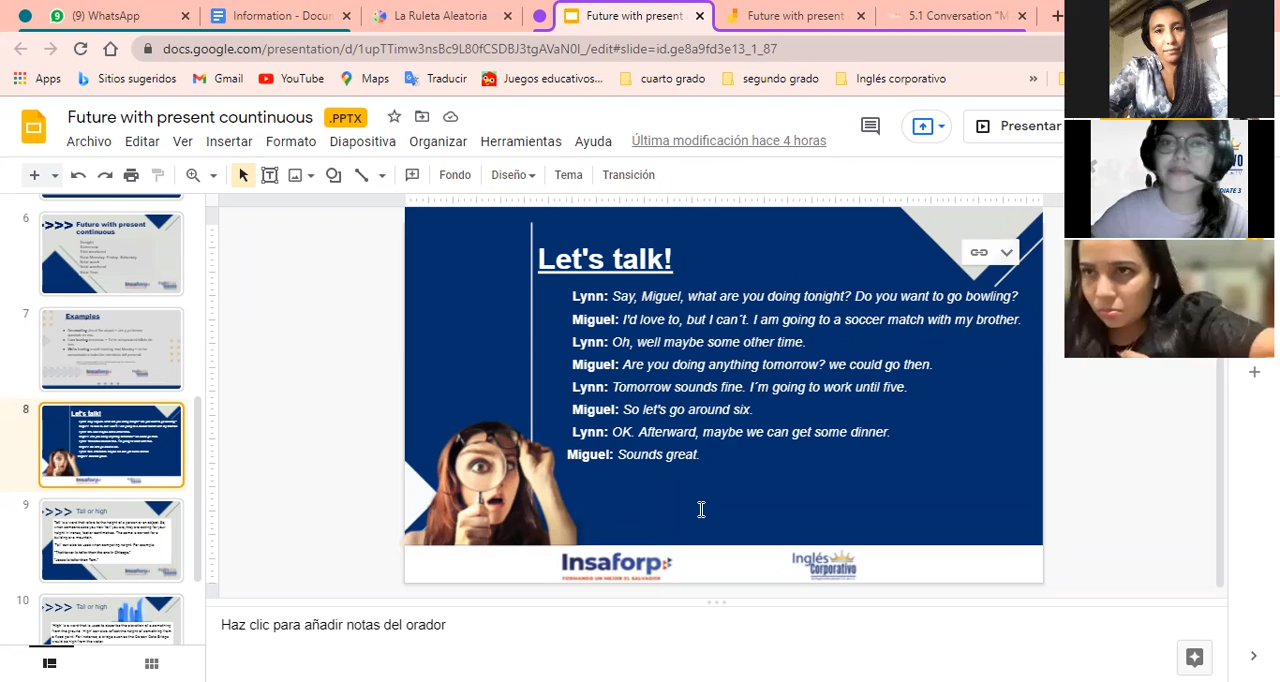 (9) WhatsApp
Information - Docun
La Ruleta Aleatoria
Future with present
Future with present
5.1 Conversation "M
docs.google.com/presentation/d/1upTTimw3nsBc9L80fCSDBJ3tgAVaN0I_/edit#slide=id.ge8a9fd3e13_1_87
Apps
Sitios sugeridos
Gmail
YouTube
Maps
Traducir
Juegos educativos...
cuarto grado
segundo grado
Inglés corporativo
Future with present countinuous
.PPTX
Presentar
Archivo Editar Ver Insertar Formato Diapositiva Organizar Herramientas Ayuda
Última modificación hace 4 horas
Fondo Diseño Tema Transición
6
>>> Future with present
continuous
7
Examples
8
Let's talk!
9
>>> Tall or high
10
>>> Tall or high
Let's talk!
Lynn: Say, Miguel, what are you doing tonight? Do you want to go bowling?
Miguel: I'd love to, but I can´t. I am going to a soccer match with my brother.
Lynn: Oh, well maybe some other time.
Miguel: Are you doing anything tomorrow? we could go then.
Lynn: Tomorrow sounds fine. I´m going to work until five.
Miguel: So let's go around six.
Lynn: OK. Afterward, maybe we can get some dinner.
Miguel: Sounds great.
Insaforp
FORMANDO UN MEJOR EL SALVADOR
Inglés
Corporativo
Haz clic para añadir notas del orador